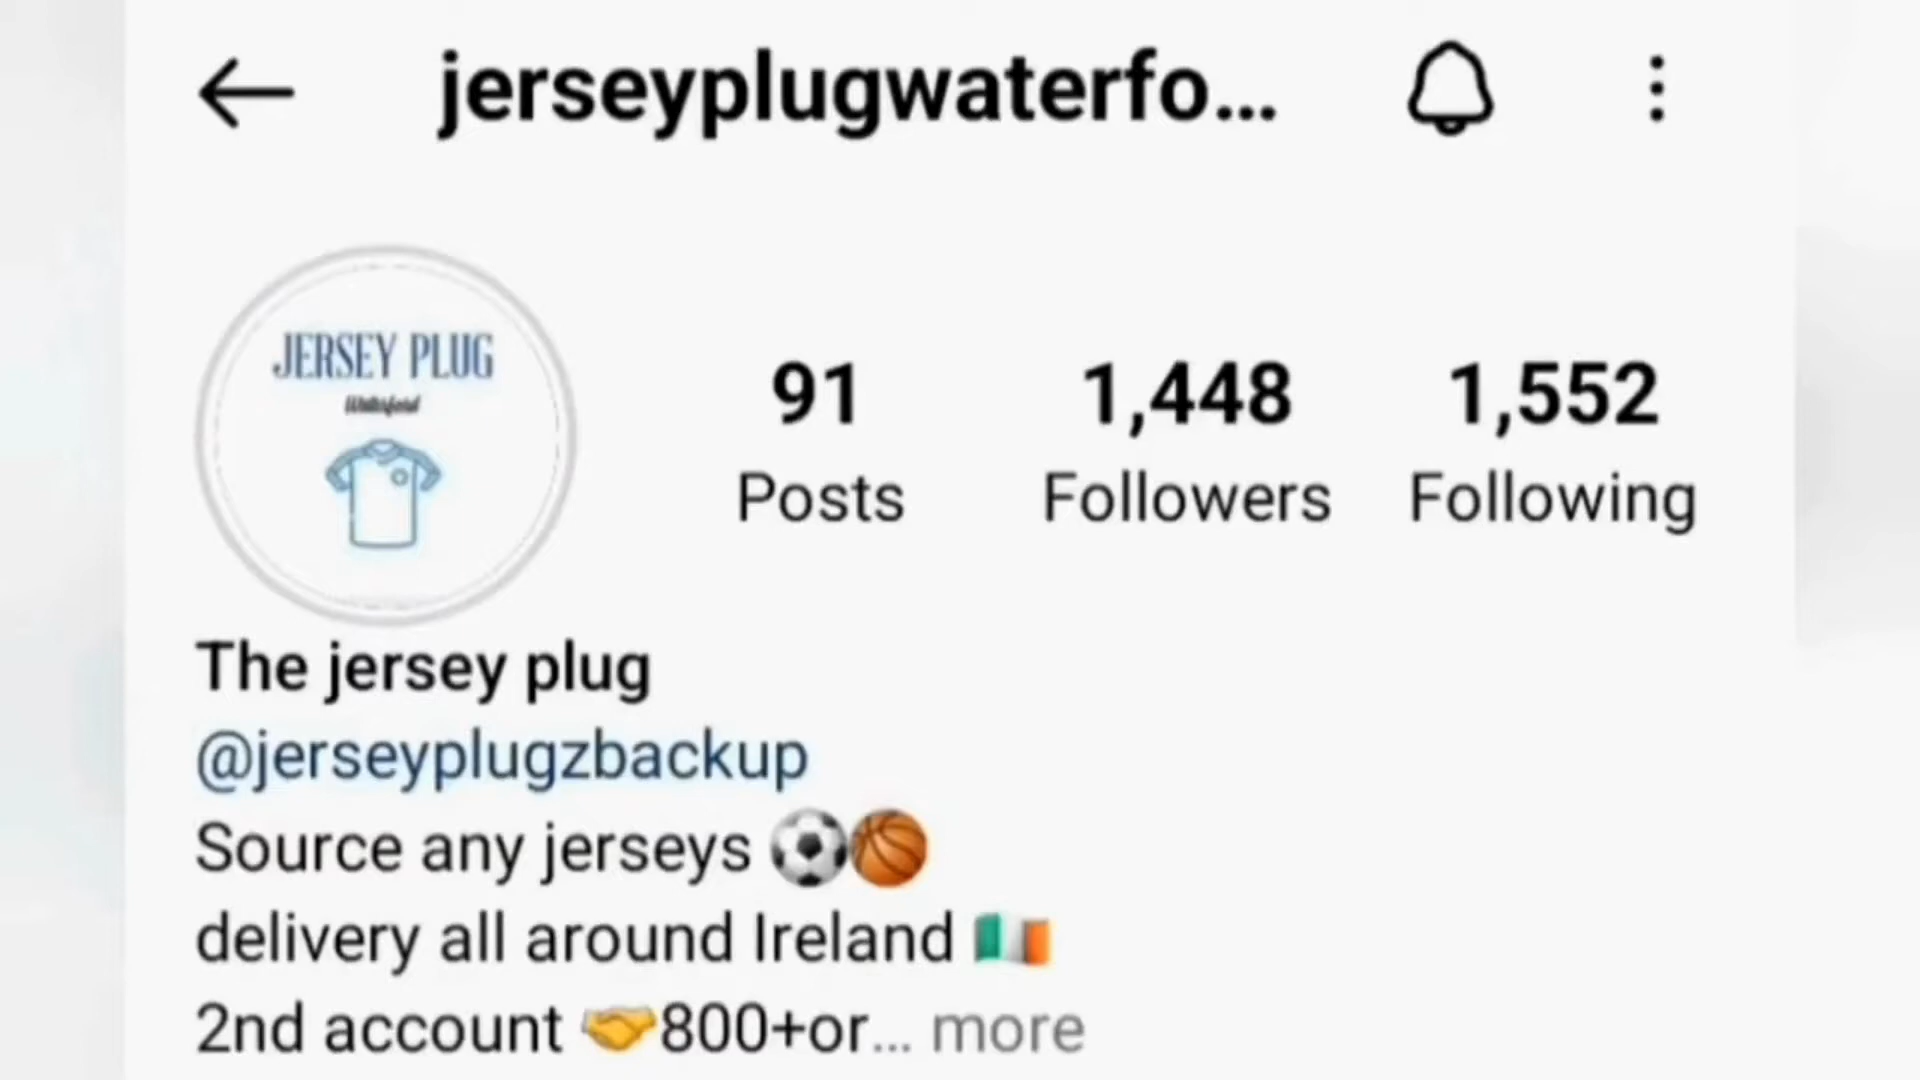 jerseyplugwaterfo...
JERSEY PLUG
Waterford
91
Posts
1,448
Followers
1,552
Following
The jersey plug
@jerseyplugzbackup
Source any jerseys ⚽🏀
delivery all around Ireland 🇮🇪
2nd account 🤝800+or... more